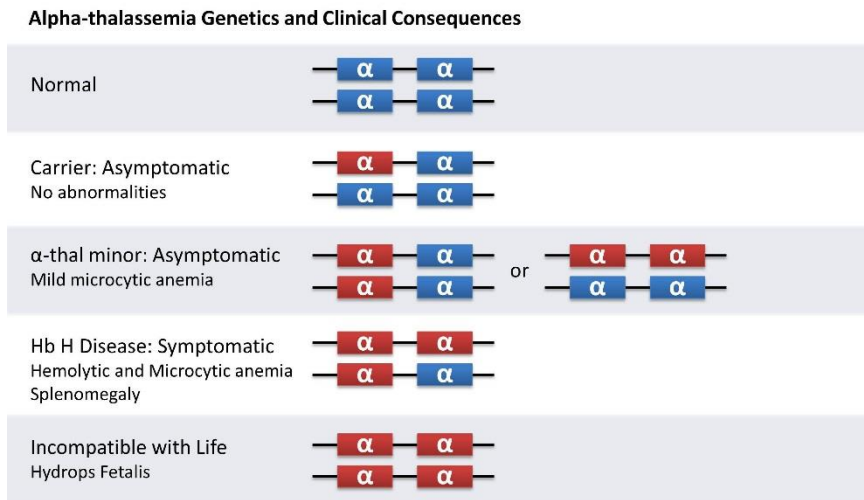 Alpha-thalassemia Genetics and Clinical Consequences
Normal
α α
α α
Carrier: Asymptomatic
No abnormalities
α α
α α
α-thal minor: Asymptomatic
Mild microcytic anemia
α α
α α
or
α α
α α
Hb H Disease: Symptomatic
Hemolytic and Microcytic anemia
Splenomegaly
α α
α α
Incompatible with Life
Hydrops Fetalis
α α
α α